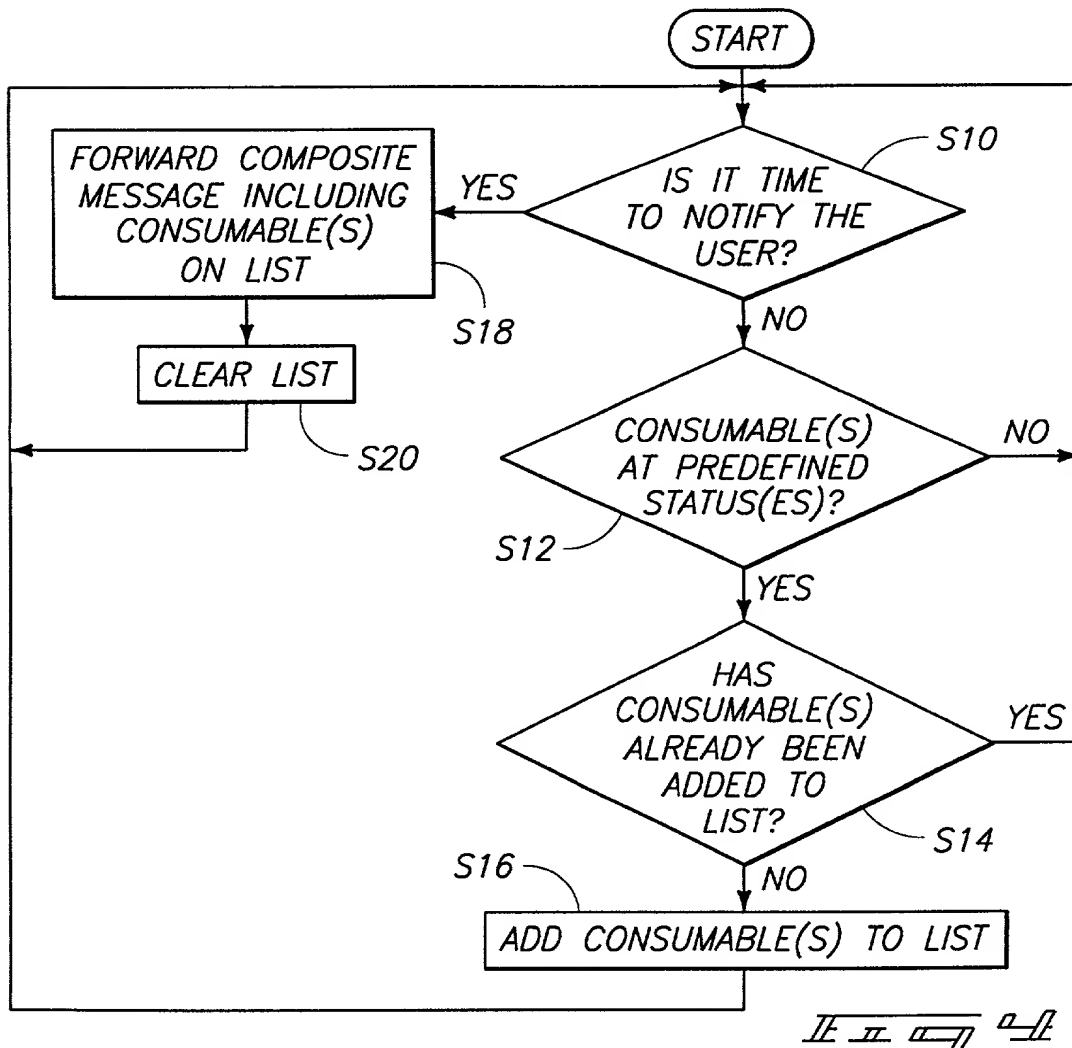 START
S10
IS IT TIME
TO NOTIFY THE
USER?
YES
FORWARD COMPOSITE
MESSAGE INCLUDING
CONSUMABLE(S)
ON LIST
S18
CLEAR LIST
S20
NO
CONSUMABLE(S)
AT PREDEFINED
STATUS(ES)?
NO
S12
YES
HAS
CONSUMABLE(S)
ALREADY BEEN
ADDED TO
LIST?
YES
S14
NO
S16
ADD CONSUMABLE(S) TO LIST
FIG 4